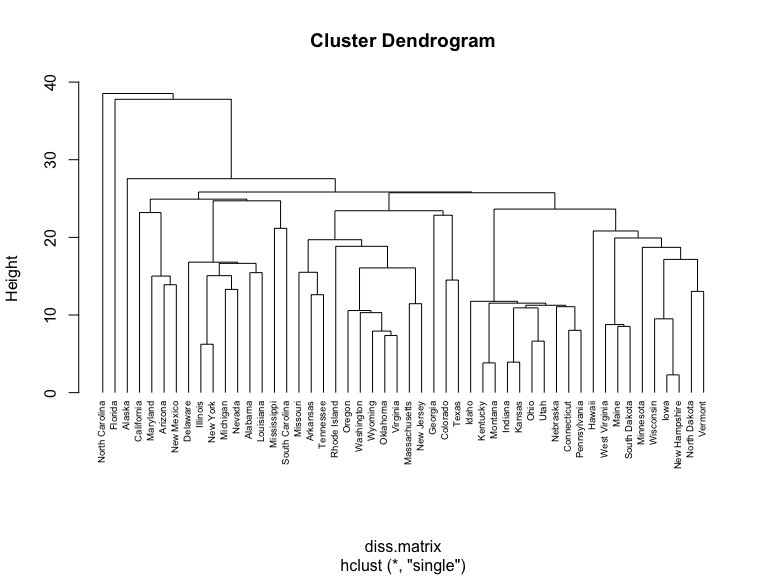 Cluster Dendrogram
Height
40
30
20
10
0
North Carolina
Florida
Alaska
California
Maryland
Arizona
New Mexico
Delaware
Illinois
New York
Michigan
Nevada
Alabama
Louisiana
Mississippi
South Carolina
Missouri
Arkansas
Tennessee
Rhode Island
Oregon
Washington
Wyoming
Oklahoma
Virginia
Massachusetts
New Jersey
Georgia
Colorado
Texas
Idaho
Kentucky
Montana
Indiana
Kansas
Ohio
Utah
Nebraska
Connecticut
Pennsylvania
Hawaii
West Virginia
Maine
South Dakota
Minnesota
Wisconsin
Iowa
New Hampshire
North Dakota
Vermont
diss.matrix
hclust (*, "single")